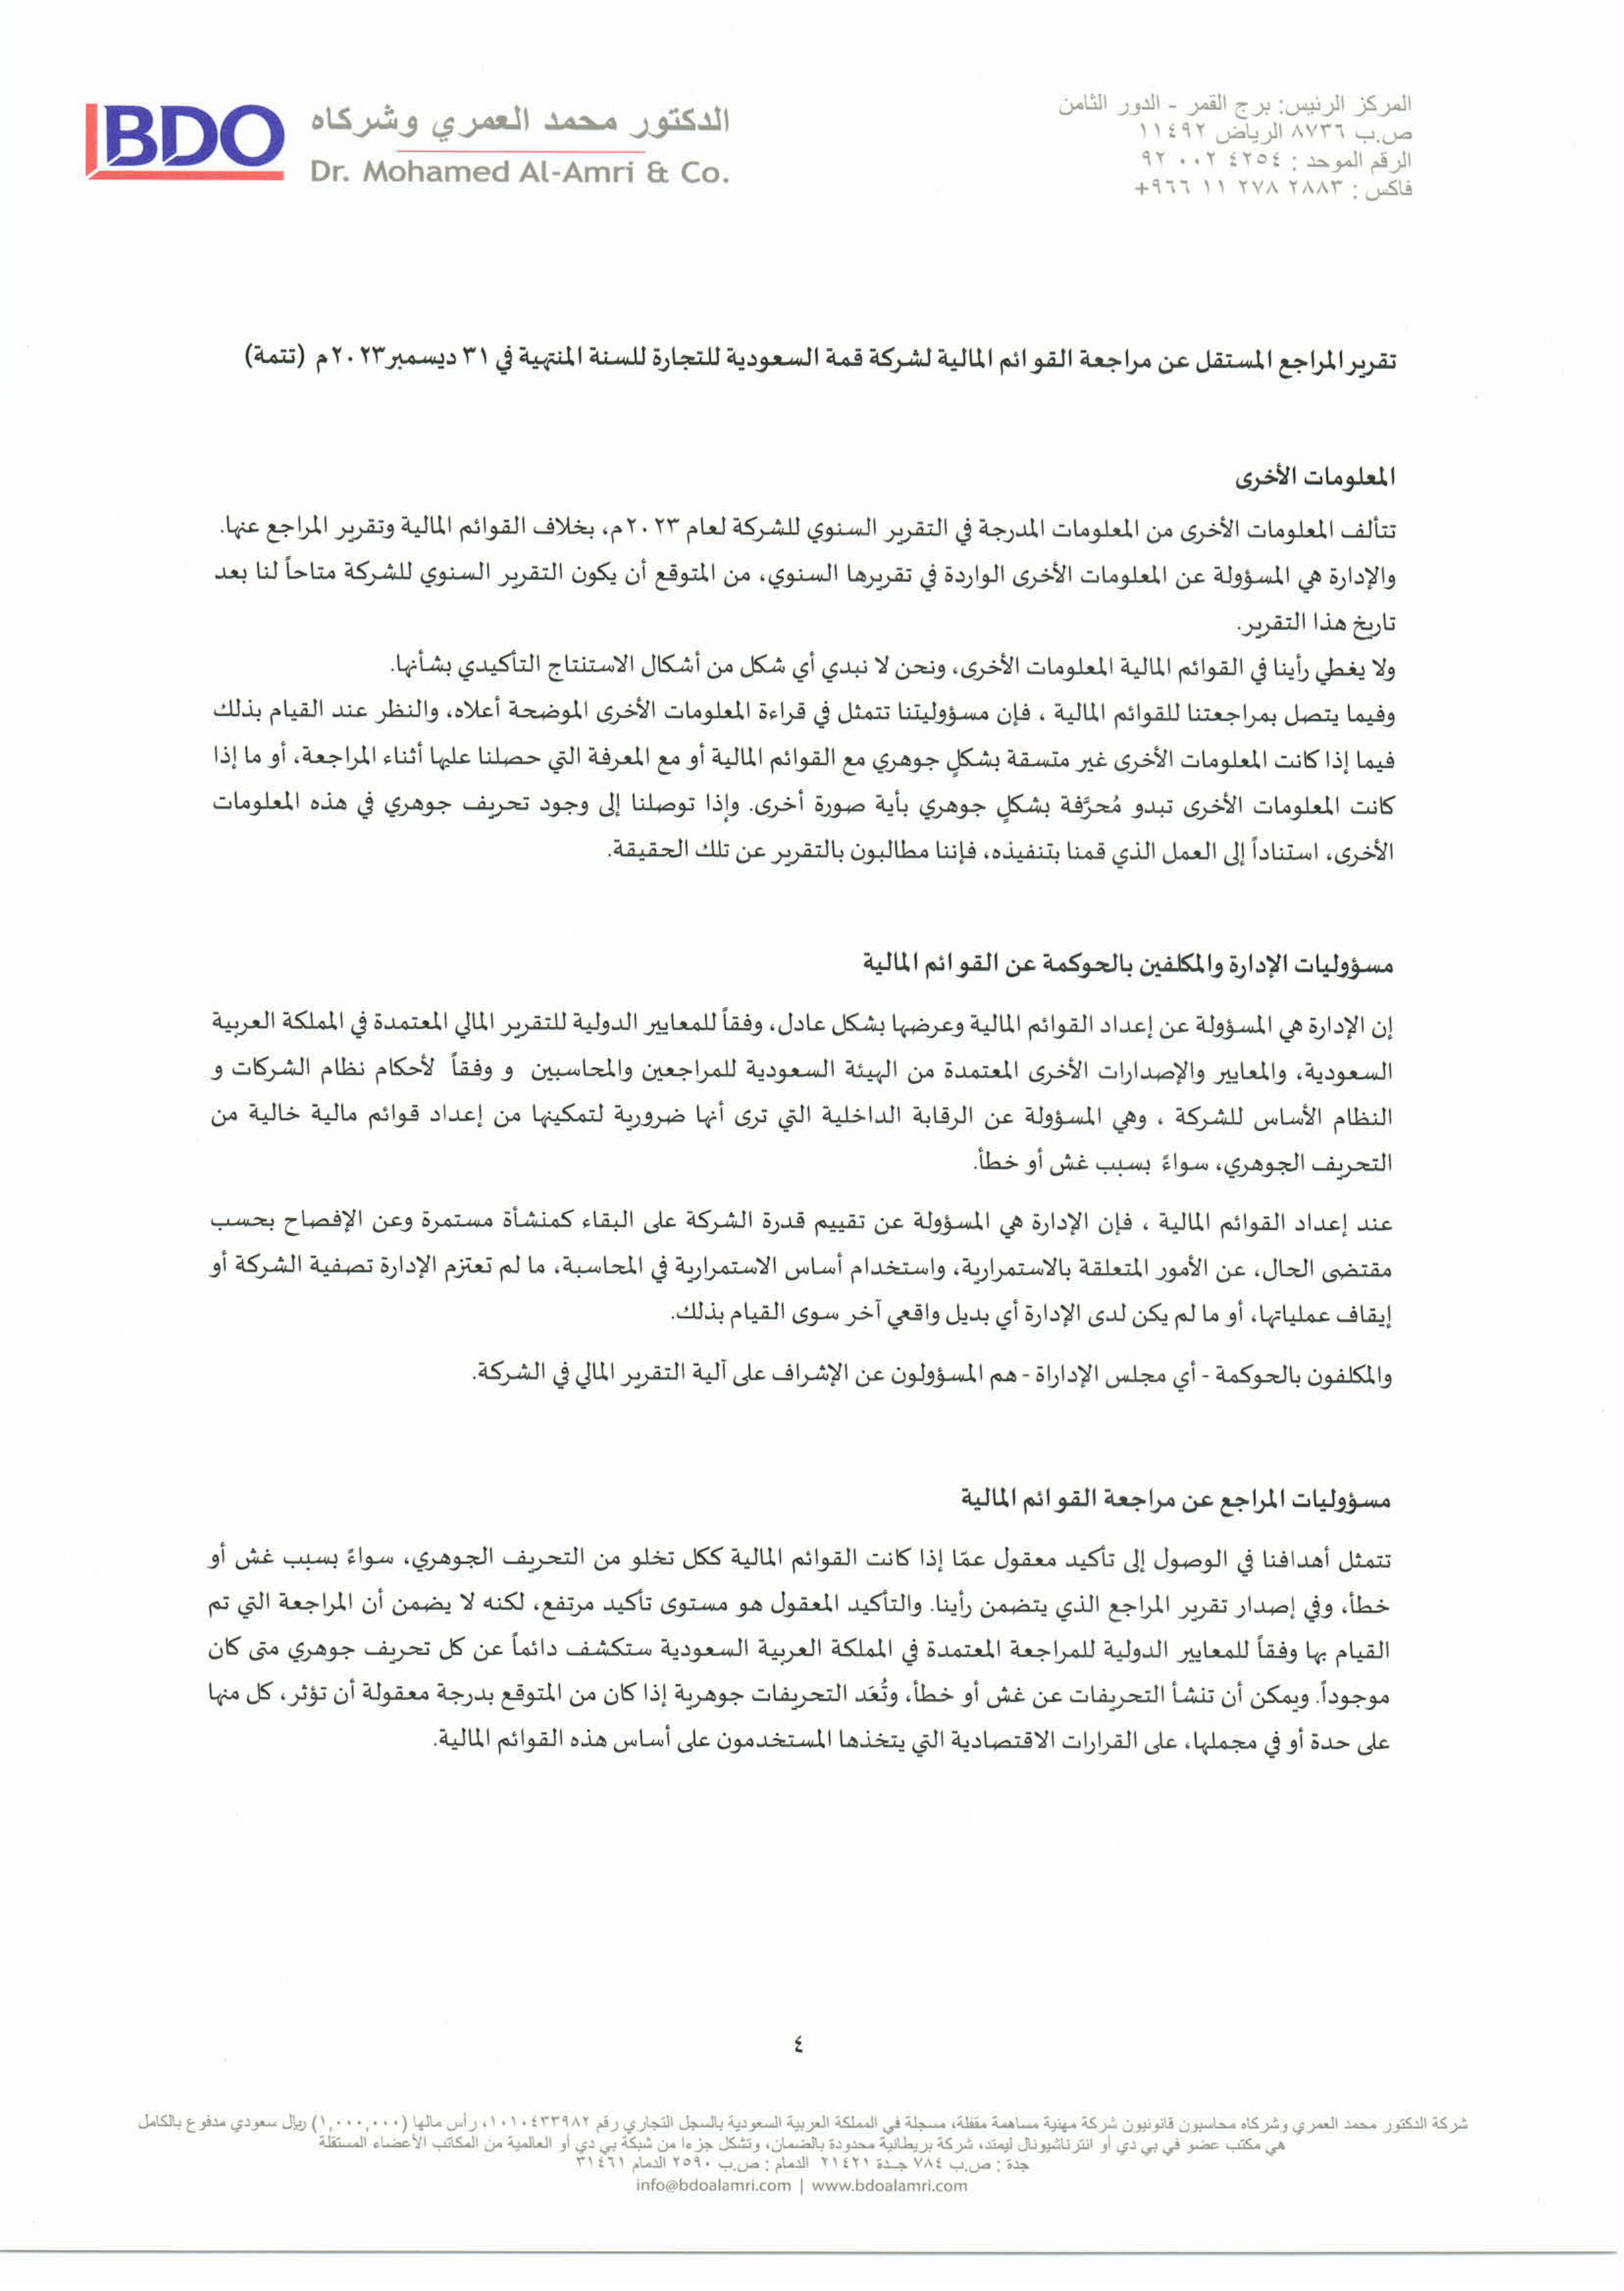 BDO
الدكتور محمد العمري وشركاه
Dr. Mohamed Al-Amri & Co.
المركز الرئيس: برج القمر - الدور الثامن
ص.ب ٨٧٣٦ الرياض ١١٤٩٢
الرقم الموحد : ٤٢٥٤ ٠٠٢ ٩٢
فاكس : ٢٨٨٣ ٢٧٨ ١١ ٩٦٦+
تقرير المراجع المستقل عن مراجعة القوائم المالية لشركة قمة السعودية للتجارة للسنة المنتهية في ٣١ ديسمبر ٢٠٢٣م (تتمة)
المعلومات الأخرى
تتألف المعلومات الأخرى من المعلومات المدرجة في التقرير السنوي للشركة لعام ٢٠٢٣م، بخلاف القوائم المالية وتقرير المراجع عنها.
والإدارة هي المسؤولة عن المعلومات الأخرى الواردة في تقريرها السنوي، من المتوقع أن يكون التقرير السنوي للشركة متاحاً لنا بعد
تاريخ هذا التقرير.
ولا يغطي رأينا في القوائم المالية المعلومات الأخرى، ونحن لا نبدي أي شكل من أشكال الاستنتاج التأكيدي بشأنها.
وفيما يتصل بمراجعتنا للقوائم المالية ، فإن مسؤوليتنا تتمثل في قراءة المعلومات الأخرى الموضحة أعلاه، والنظر عند القيام بذلك
فيما إذا كانت المعلومات الأخرى غير متسقة بشكلٍ جوهري مع القوائم المالية أو مع المعرفة التي حصلنا عليها أثناء المراجعة، أو ما إذا
كانت المعلومات الأخرى تبدو مُحرَّفة بشكلٍ جوهري بأية صورة أخرى. وإذا توصلنا إلى وجود تحريف جوهري في هذه المعلومات
الأخرى، استناداً إلى العمل الذي قمنا بتنفيذه، فإننا مطالبون بالتقرير عن تلك الحقيقة.
مسؤوليات الإدارة والمكلفين بالحوكمة عن القوائم المالية
إن الإدارة هي المسؤولة عن إعداد القوائم المالية وعرضها بشكل عادل، وفقاً للمعايير الدولية للتقرير المالي المعتمدة في المملكة العربية
السعودية، والمعايير والإصدارات الأخرى المعتمدة من الهيئة السعودية للمراجعين والمحاسبين و وفقاً لأحكام نظام الشركات و
النظام الأساس للشركة ، وهي المسؤولة عن الرقابة الداخلية التي ترى أنها ضرورية لتمكينها من إعداد قوائم مالية خالية من
التحريف الجوهري، سواءً بسبب غش أو خطأ.
عند إعداد القوائم المالية ، فإن الإدارة هي المسؤولة عن تقييم قدرة الشركة على البقاء كمنشأة مستمرة وعن الإفصاح بحسب
مقتضى الحال، عن الأمور المتعلقة بالاستمرارية، واستخدام أساس الاستمرارية في المحاسبة، ما لم تعتزم الإدارة تصفية الشركة أو
إيقاف عملياتها، أو ما لم يكن لدى الإدارة أي بديل واقعي آخر سوى القيام بذلك.
والمكلفون بالحوكمة - أي مجلس الإداراة - هم المسؤولون عن الإشراف على آلية التقرير المالي في الشركة.
مسؤوليات المراجع عن مراجعة القوائم المالية
تتمثل أهدافنا في الوصول إلى تأكيد معقول عمّا إذا كانت القوائم المالية ككل تخلو من التحريف الجوهري، سواءً بسبب غش أو
خطأ، وفي إصدار تقرير المراجع الذي يتضمن رأينا. والتأكيد المعقول هو مستوى تأكيد مرتفع، لكنه لا يضمن أن المراجعة التي تم
القيام بها وفقاً للمعايير الدولية للمراجعة المعتمدة في المملكة العربية السعودية ستكشف دائماً عن كل تحريف جوهري متى كان
موجوداً. ويمكن أن تنشأ التحريفات عن غش أو خطأ، وتُعَد التحريفات جوهرية إذا كان من المتوقع بدرجة معقولة أن تؤثر، كل منها
على حدة أو في مجملها، على القرارات الاقتصادية التي يتخذها المستخدمون على أساس هذه القوائم المالية.
٤
شركة الدكتور محمد العمري وشركاه محاسبون قانونيون شركة مهنية مساهمة مقفلة، مسجلة في المملكة العربية السعودية بالسجل التجاري رقم ١٠١٠٤٣٣٩٨٢، رأس مالها (١,٠٠٠,٠٠٠) ريال سعودي مدفوع بالكامل
هي مكتب عضو في بي دي أو انترناشيونال ليمتد، شركة بريطانية محدودة بالضمان، وتشكل جزءا من شبكة بي دي أو العالمية من المكاتب الأعضاء المستقلة
جدة : ص.ب ٧٨٤ جدة ٢١٤٢١ الدمام : ص.ب ٢٥٩٠ الدمام ٣١٤٦١
info@bdoalamri.com | www.bdoalamri.com